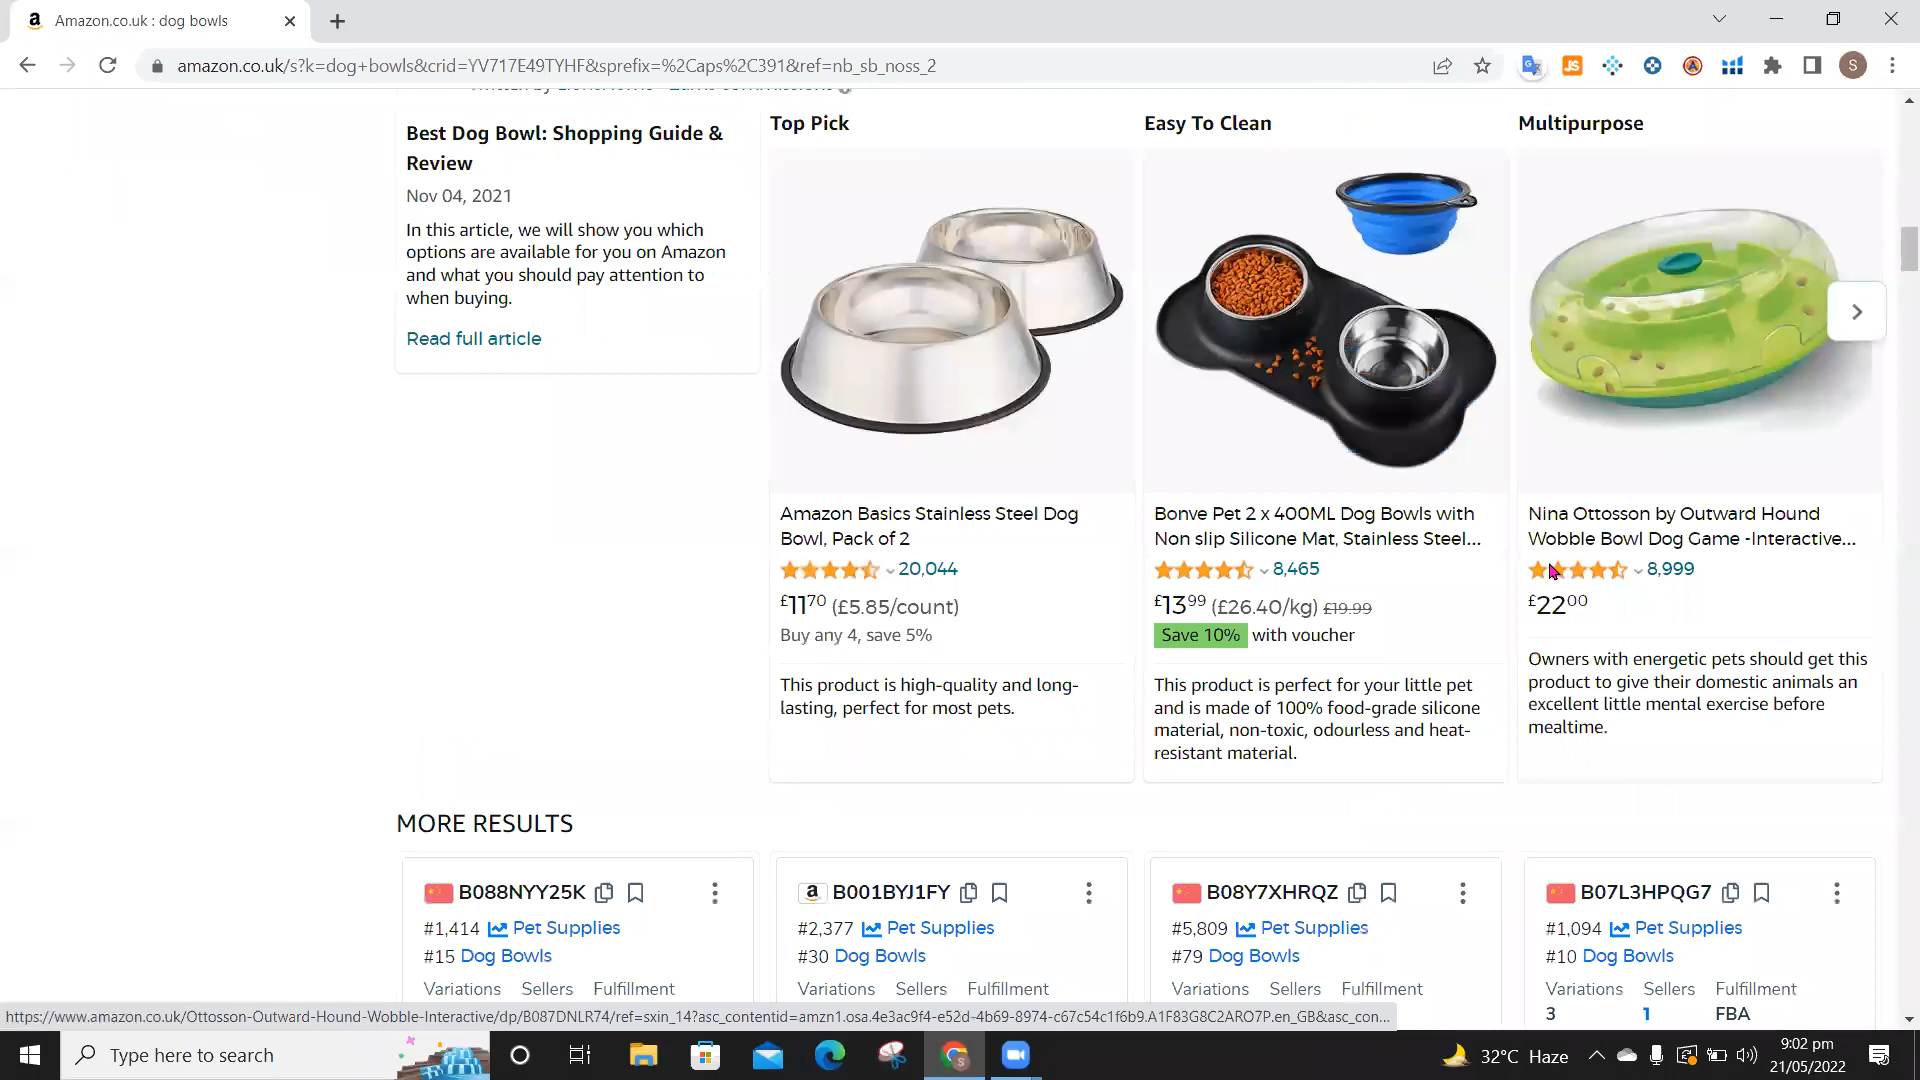 Amazon.co.uk : dog bowls
amazon.co.uk/s?k=dog+bowls&crid=YV717E49TYHF&sprefix=%2Caps%2C391&ref=nb_sb_noss_2
JS
S
Best Dog Bowl: Shopping Guide &
Review
Nov 04, 2021
In this article, we will show you which
options are available for you on Amazon
and what you should pay attention to
when buying.
Read full article
Top Pick
Amazon Basics Stainless Steel Dog
Bowl, Pack of 2
20,044
£1170 (£5.85/count)
Buy any 4, save 5%
This product is high-quality and long-
lasting, perfect for most pets.
Easy To Clean
Bonve Pet 2 x 400ML Dog Bowls with
Non slip Silicone Mat, Stainless Steel...
8,465
£1399 (£26.40/kg) £19.99
Save 10% with voucher
This product is perfect for your little pet
and is made of 100% food-grade silicone
material, non-toxic, odourless and heat-
resistant material.
Multipurpose
Nina Ottosson by Outward Hound
Wobble Bowl Dog Game -Interactive...
8,999
£2200
Owners with energetic pets should get this
product to give their domestic animals an
excellent little mental exercise before
mealtime.
MORE RESULTS
B088NYY25K
#1,414 Pet Supplies
#15 Dog Bowls
Variations Sellers Fulfillment
B001BYJ1FY
#2,377 Pet Supplies
#30 Dog Bowls
Variations Sellers Fulfillment
B08Y7XHRQZ
#5,809 Pet Supplies
#79 Dog Bowls
Variations Sellers Fulfillment
B07L3HPQG7
#1,094 Pet Supplies
#10 Dog Bowls
Variations Sellers Fulfillment
3 1 FBA
https://www.amazon.co.uk/Ottosson-Outward-Hound-Wobble-Interactive/dp/B087DNLR74/ref=sxin_14?asc_contentid=amzn1.osa.4e3ac9f4-e52d-4b69-8974-c67c54c1f6b9.A1F83G8C2ARO7P.en_GB&asc_con...
Type here to search
32°C Haze
9:02 pm
21/05/2022